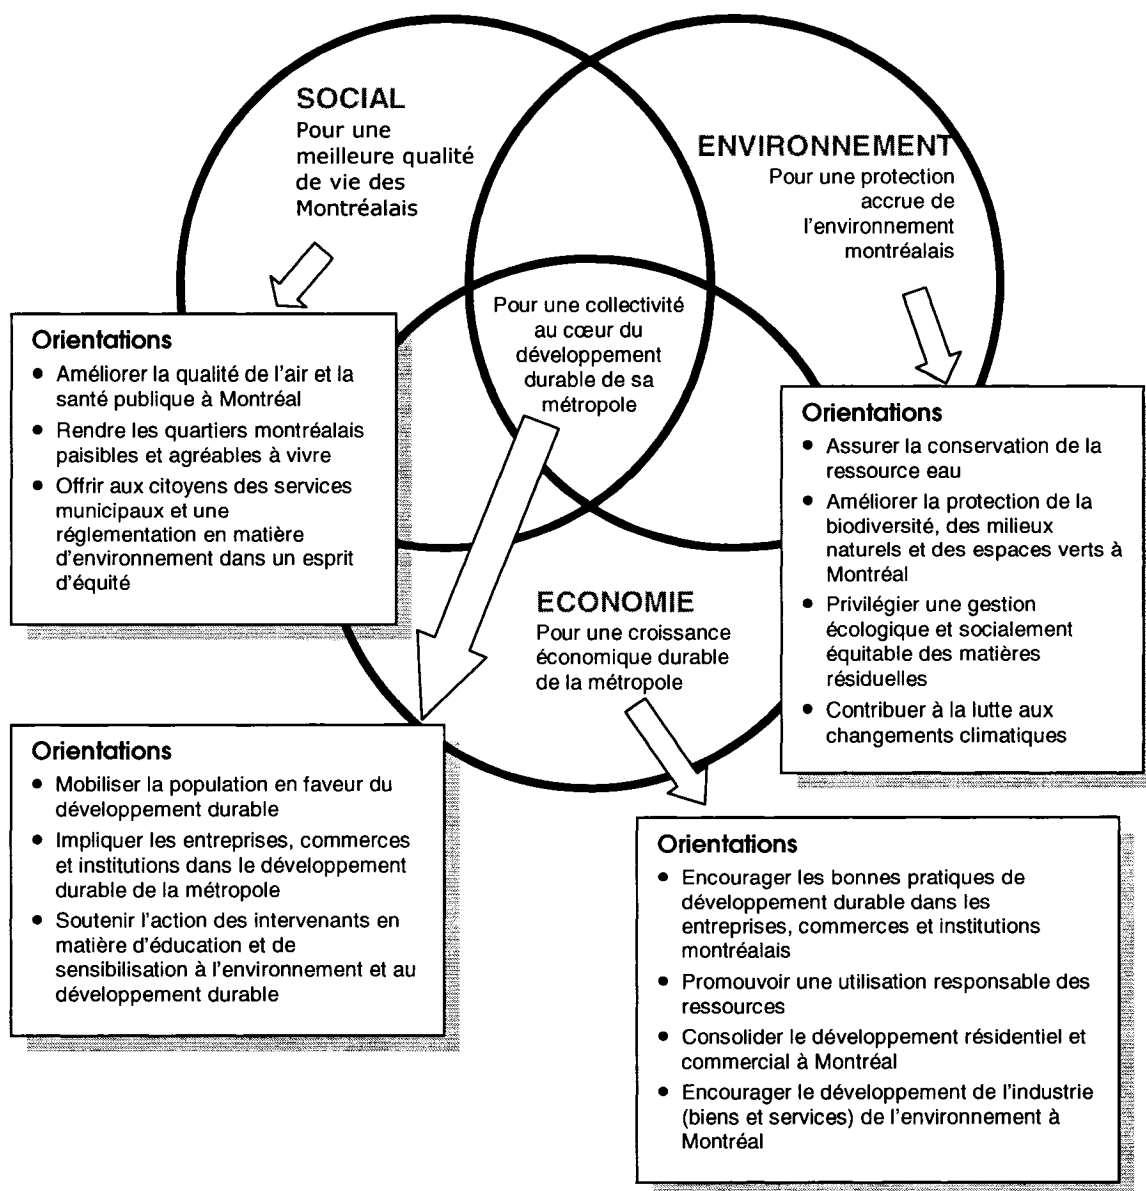 SOCIAL
Pour une
meilleure qualité
de vie des
Montréalais
ENVIRONNEMENT
Pour une protection
accrue de
l'environnement
montréalais
Pour une collectivité
au cœur du
développement
durable de sa
métropole
Orientations
• Améliorer la qualité de l'air et la
santé publique à Montréal
• Rendre les quartiers montréalais
paisibles et agréables à vivre
• Offrir aux citoyens des services
municipaux et une
réglementation en matière
d'environnement dans un esprit
d'équité
Orientations
• Assurer la conservation de la
ressource eau
• Améliorer la protection de la
biodiversité, des milieux
naturels et des espaces verts à
Montréal
• Privilégier une gestion
écologique et socialement
équitable des matières
résiduelles
• Contribuer à la lutte aux
changements climatiques
ECONOMIE
Pour une croissance
économique durable
de la métropole
Orientations
• Mobiliser la population en faveur du
développement durable
• Impliquer les entreprises, commerces
et institutions dans le développement
durable de la métropole
• Soutenir l'action des intervenants en
matière d'éducation et de
sensibilisation à l'environnement et au
développement durable
Orientations
• Encourager les bonnes pratiques de
développement durable dans les
entreprises, commerces et institutions
montréalais
• Promouvoir une utilisation responsable des
ressources
• Consolider le développement résidentiel et
commercial à Montréal
• Encourager le développement de l'industrie
(biens et services) de l'environnement à
Montréal